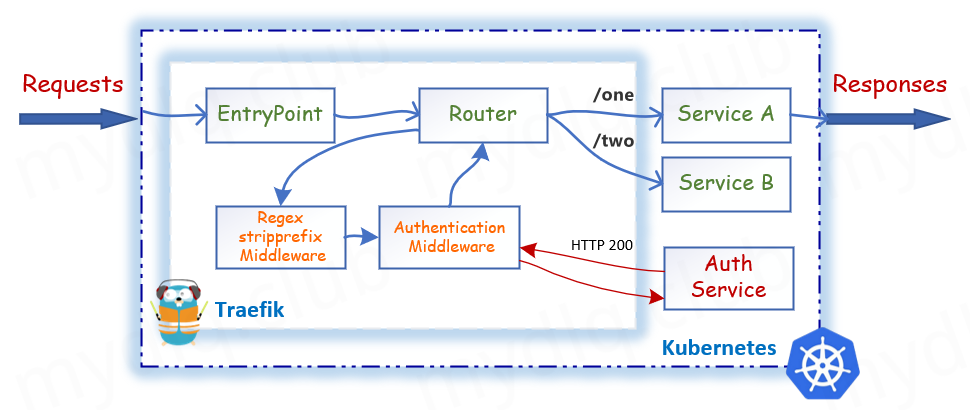 Requests
Responses
EntryPoint
Router
/one
/two
Service A
Service B
Regex
stripprefix
Middleware
Authentication
Middleware
HTTP 200
Auth
Service
Traefik
Kubernetes